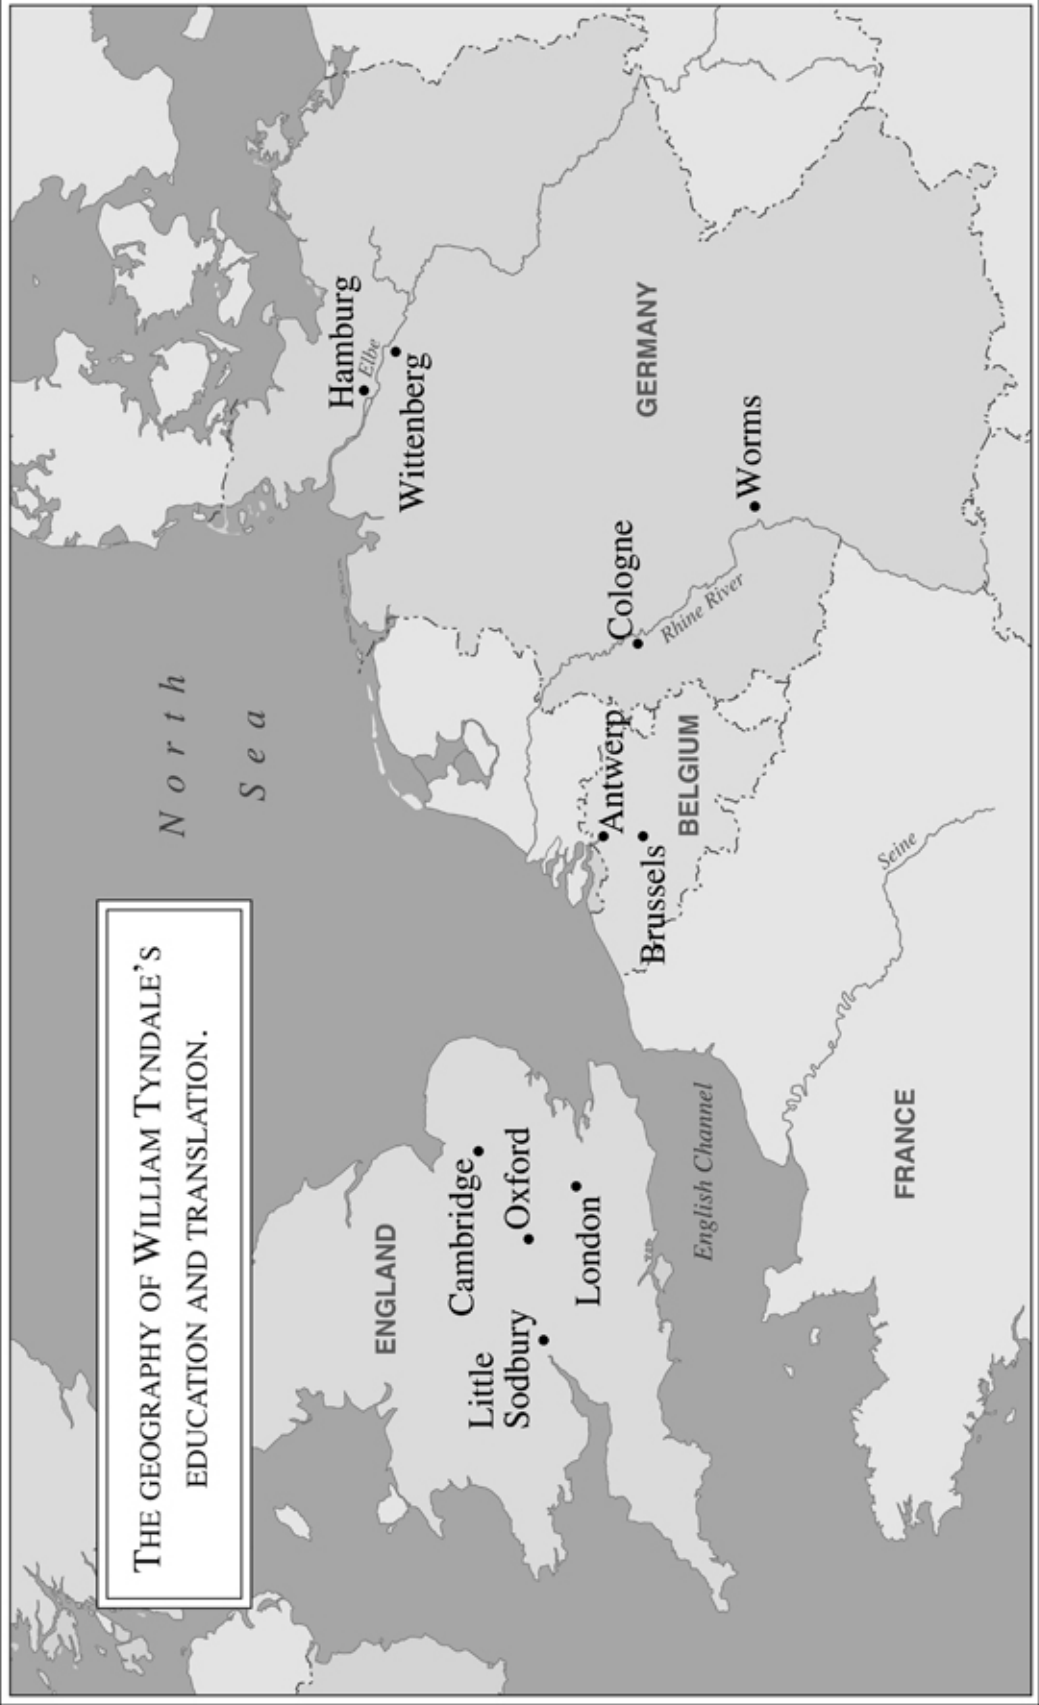 THE GEOGRAPHY OF WILLIAM TYNDALE'S
EDUCATION AND TRANSLATION.
North
Sea
Hamburg
Elbe
Wittenberg
GERMANY
Worms
Cologne
Rhine River
Antwerp
BELGIUM
Brussels
Seine
ENGLAND
Cambridge
Oxford
Little
Sodbury
London
English Channel
FRANCE